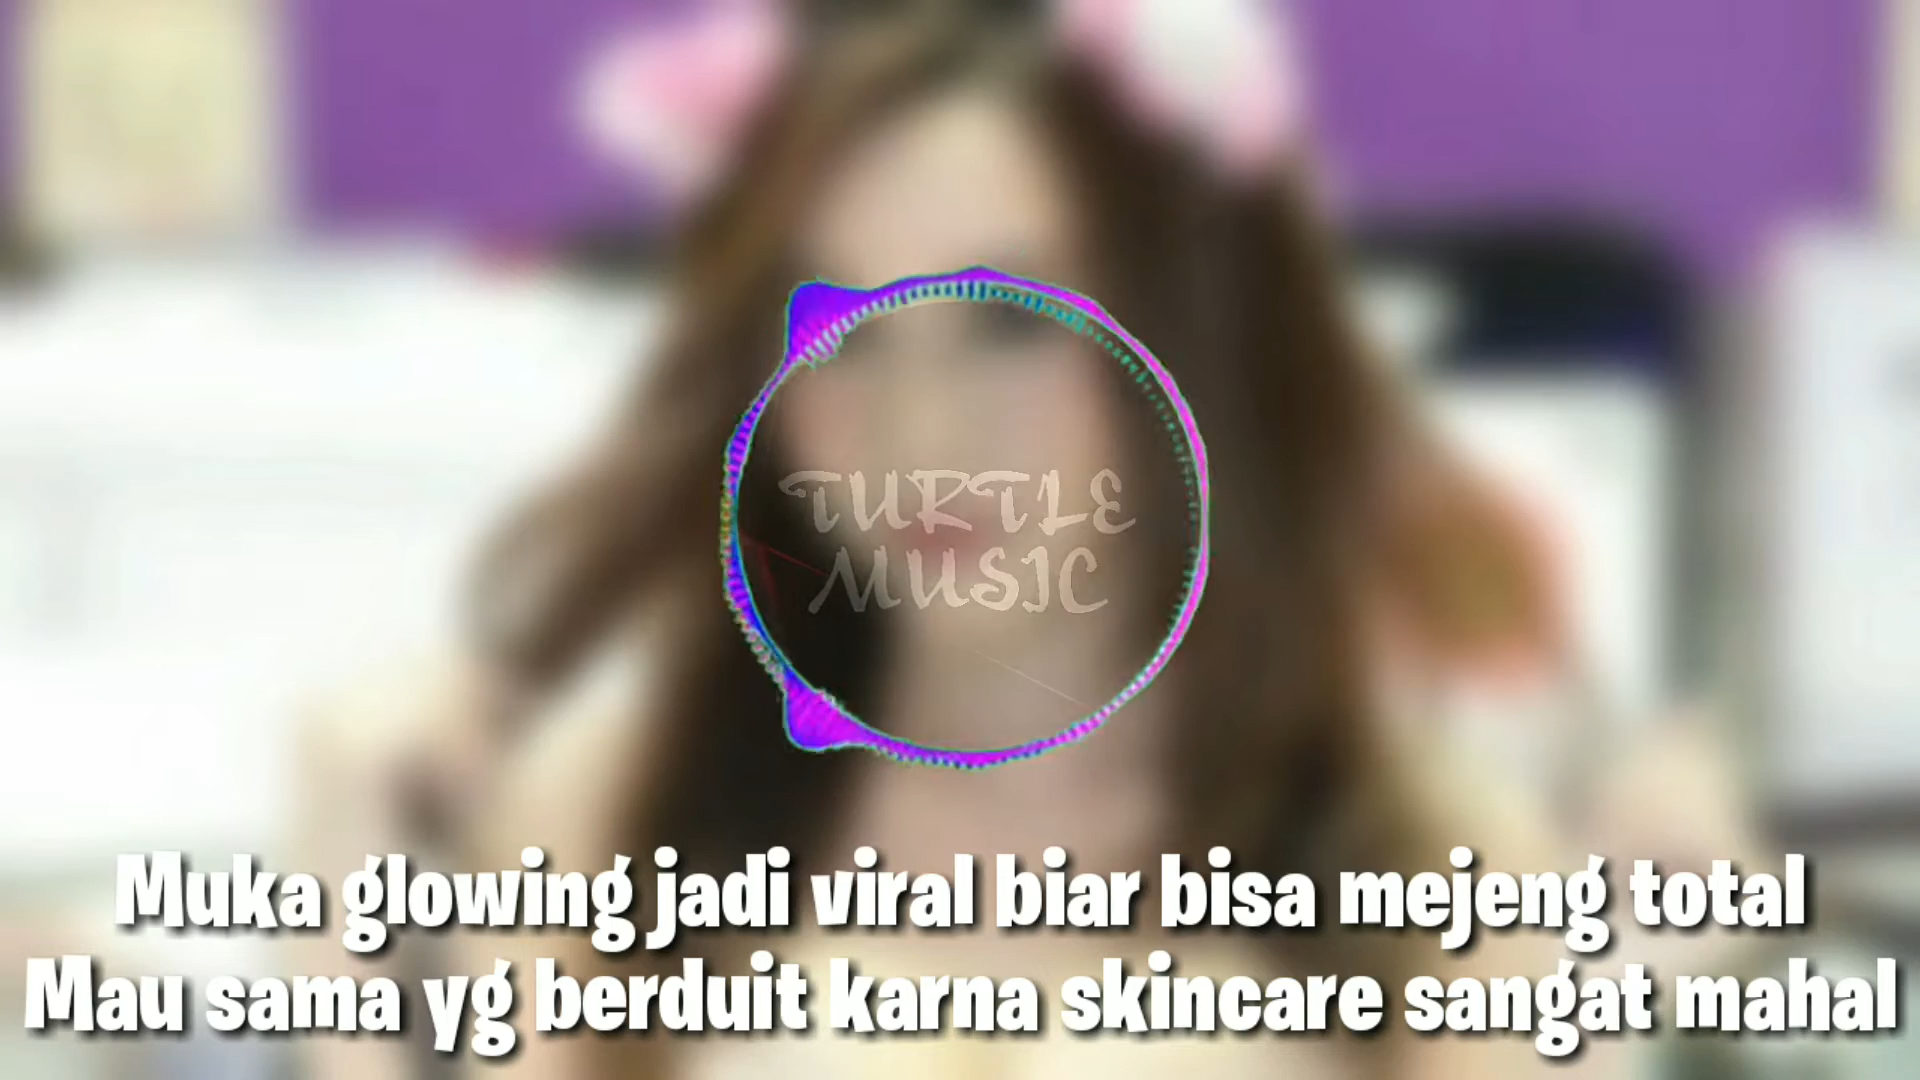 TURTLE
MUSIC
Muka glowing jadi viral biar bisa mejeng total
Mau sama yg berduit karna skincare sangat mahal